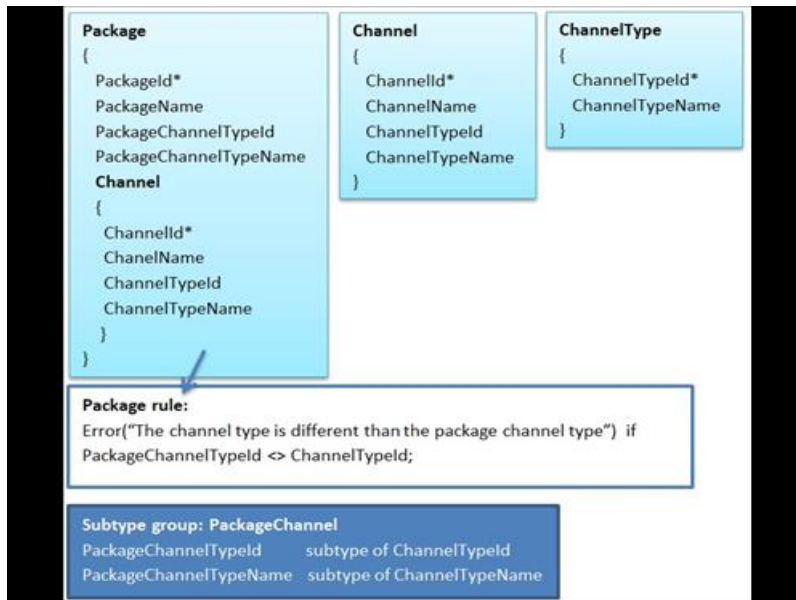 Package
{
PackageId*
PackageName
PackageChannelTypeId
PackageChannelTypeName
Channel
{
ChannelId*
ChanelName
ChannelTypeId
ChannelTypeName
}
}
Channel
{
ChannelId*
ChannelName
ChannelTypeId
ChannelTypeName
}
ChannelType
{
ChannelTypeId*
ChannelTypeName
}
Package rule:
Error(“The channel type is different than the package channel type”) if
PackageChannelTypeId <> ChannelTypeId;
Subtype group: PackageChannel
PackageChannelTypeId subtype of ChannelTypeId
PackageChannelTypeName subtype of ChannelTypeName